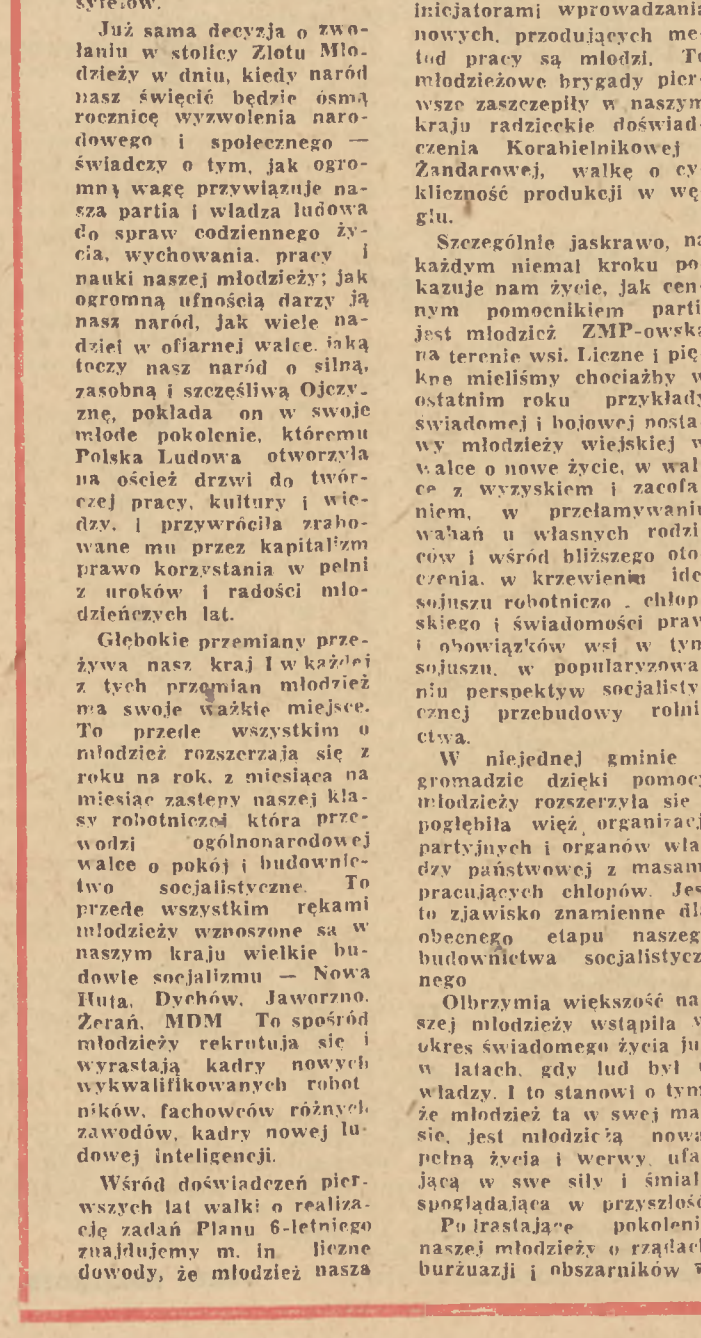 Już sama decyzja o zwo-
łaniu w stolicy Zlotu Mło-
dzieży w dniu, kiedy naród
nasz święcić będzie ósmą
rocznicę wyzwolenia naro-
dowego i społecznego —
świadczy o tym, jak ogro-
mną wagę przywiązuje na-
sza partia i władza ludowa
do spraw codziennego ży-
cia, wychowania, pracy i
nauki naszej młodzieży; jak
ogromną ufnością darzy ją
nasz naród, jak wiele na-
dziei w ofiarnej walce, jaką
toczy nasz naród o silną,
zasobną i szczęśliwą Ojczy-
znę, pokłada on w swoje
młode pokolenie, któremu
Polska Ludowa otworzyła
na oścież drzwi do twór-
czej pracy, kultury i wie-
dzy, i przywróciła zrabo-
wane mu przez kapitalizm
prawo korzystania w pełni
z uroków i radości mło-
dzieńczych lat.
Głębokie przemiany prze-
żywa nasz kraj I w każdej
z tych przemian młodzież
ma swoje ważkie miejsce.
To przede wszystkim o
młodzież rozszerzają się z
roku na rok, z miesiąca na
miesiąc zastępy naszej kla-
sy robotniczej która prze-
wodzi ogólnonarodowej
walce o pokój i budownic-
two socjalistyczne. To
przede wszystkim rękami
młodzieży wznoszone są w
naszym kraju wielkie bu-
dowle socjalizmu — Nowa
Huta, Dychów, Jaworzno,
Żerań, MDM To spośród
młodzieży rekrutują się i
wyrastają kadry nowych
wykwalifikowanych robot
ników, fachowców różnych
zawodów, kadry nowej lu-
dowej inteligencji.
Wśród doświadczeń pier-
wszych lat walki o realiza-
cję zadań Planu 6-letniego
znajdujemy m. in liczne
dowody, że młodzież nasza
inicjatorami wprowadzania
nowych, przodujących me-
tod pracy są młodzi. To
młodzieżowe brygady pier-
wsze zaszczepiły w naszym
kraju radzieckie doświad-
czenia Korabielnikowej
Żandarowej, walkę o cy-
kliczność produkcji w wę
glu.
Szczególnie jaskrawo, na
każdym niemal kroku po
kazuje nam życie, jak cen-
nym pomocnikiem parti
jest młodzież ZMP-owska
na terenie wsi. Liczne i pię
kne mieliśmy chociażby w
ostatnim roku przykłady
świadomej i bojowej posta
wy młodzieży wiejskiej w
walce o nowe życie, w wal
ce z wyzyskiem i zacofa
niem, w przełamywaniu
wahań u własnych rodzi
ców i wśród bliższego oto
czenia, w krzewieniu idei
sojuszu robotniczo - chłop
skiego i świadomości praw
i obowiązków wsi w tym
sojuszu, w popularyzowa
niu perspektyw socjalisty
cznej przebudowy rolni
ctwa.
W niejednej gminie
gromadzie dzięki pomocy
młodzieży rozszerzyła się
pogłębiła więź organizacji
partyjnych i organów wła
dzy państwowej z masami
pracujących chłopów. Jes
to zjawisko znamienne dla
obecnego etapu naszeg
budownictwa socjalistycz
nego
Olbrzymia większość na
szej młodzieży wstąpiła w
okres świadomego życia ju
w latach, gdy lud był
władzy. I to stanowi o tym
że młodzież ta w swej ma
sie, jest młodzieżą nową
pełną życia i werwy, ufa
jącą w swe siły i śmiał
spoglądającą w przyszłość
Podrastające pokoleni
naszej młodzieży o rządach
burżuazji i obszarników w